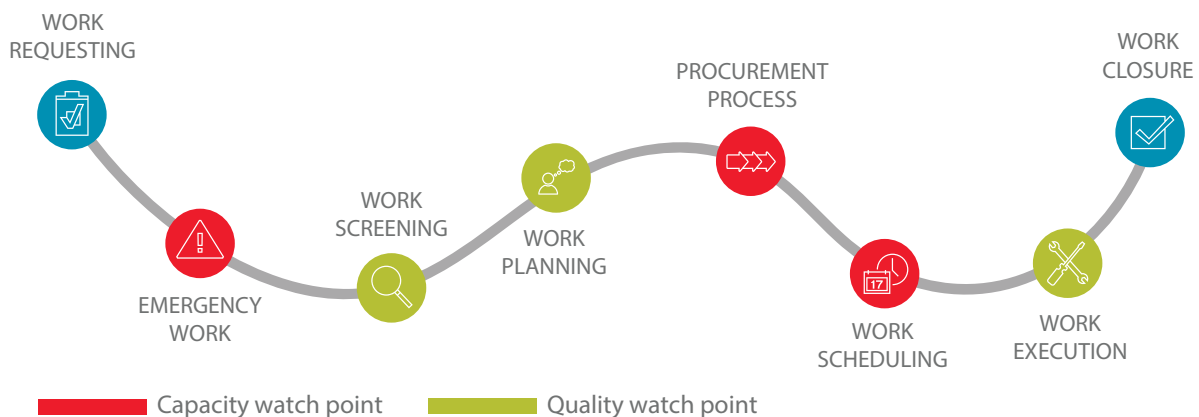 WORK
REQUESTING
EMERGENCY
WORK
WORK
SCREENING
WORK
PLANNING
PROCUREMENT
PROCESS
17
WORK
SCHEDULING
WORK
EXECUTION
WORK
CLOSURE
Capacity watch point
Quality watch point